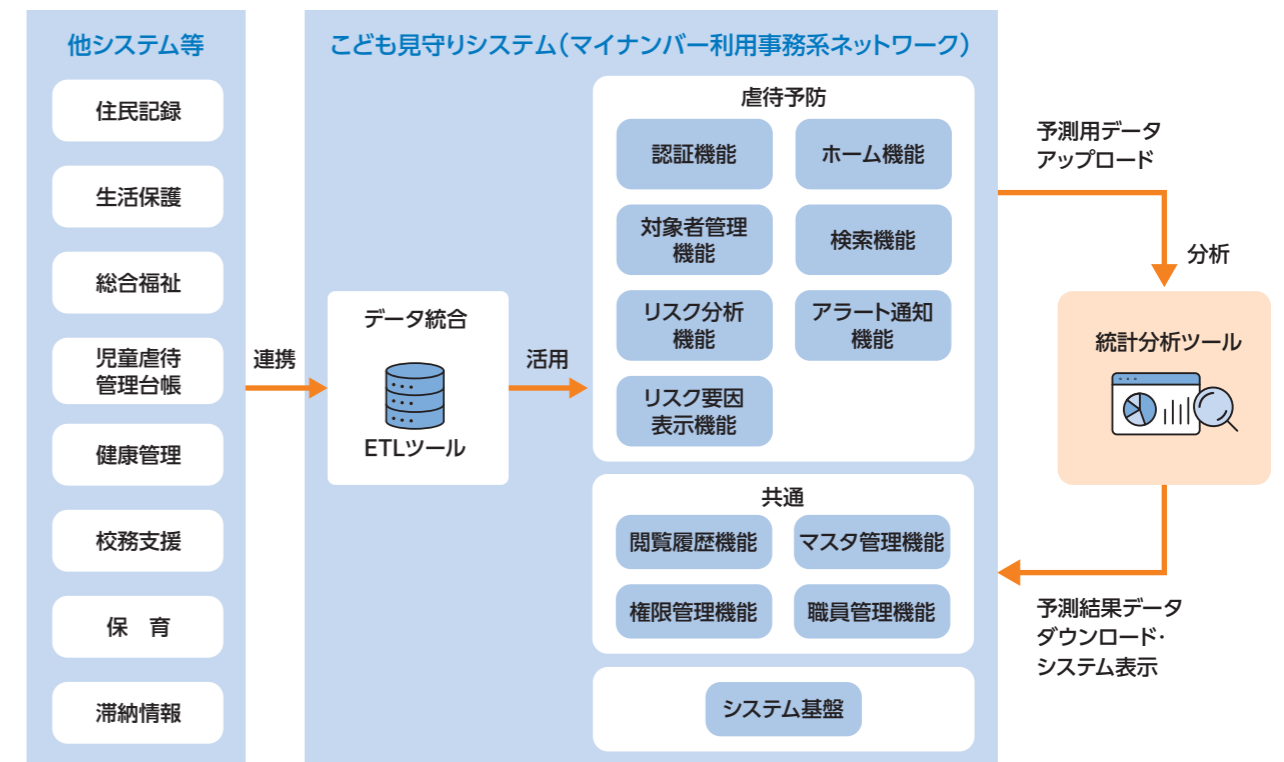 他システム等
住民記録
生活保護
総合福祉
児童虐待
管理台帳
健康管理
校務支援
保　育
滞納情報
連携
こども見守りシステム（マイナンバー利用事務系ネットワーク）
データ統合
ETLツール
活用
虐待予防
認証機能
ホーム機能
対象者管理
機能
検索機能
リスク分析
機能
アラート通知
機能
リスク要因
表示機能
共通
閲覧履歴機能
マスタ管理機能
権限管理機能
職員管理機能
システム基盤
予測用データ
アップロード
分析
統計分析ツール
予測結果データ
ダウンロード・
システム表示